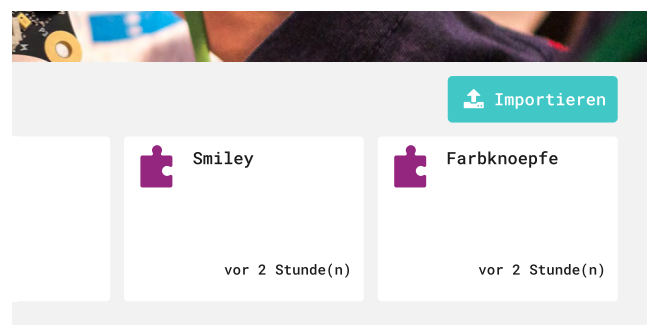 Importieren
Smiley
Farbknoepfe
vor 2 Stunde(n)
vor 2 Stunde(n)